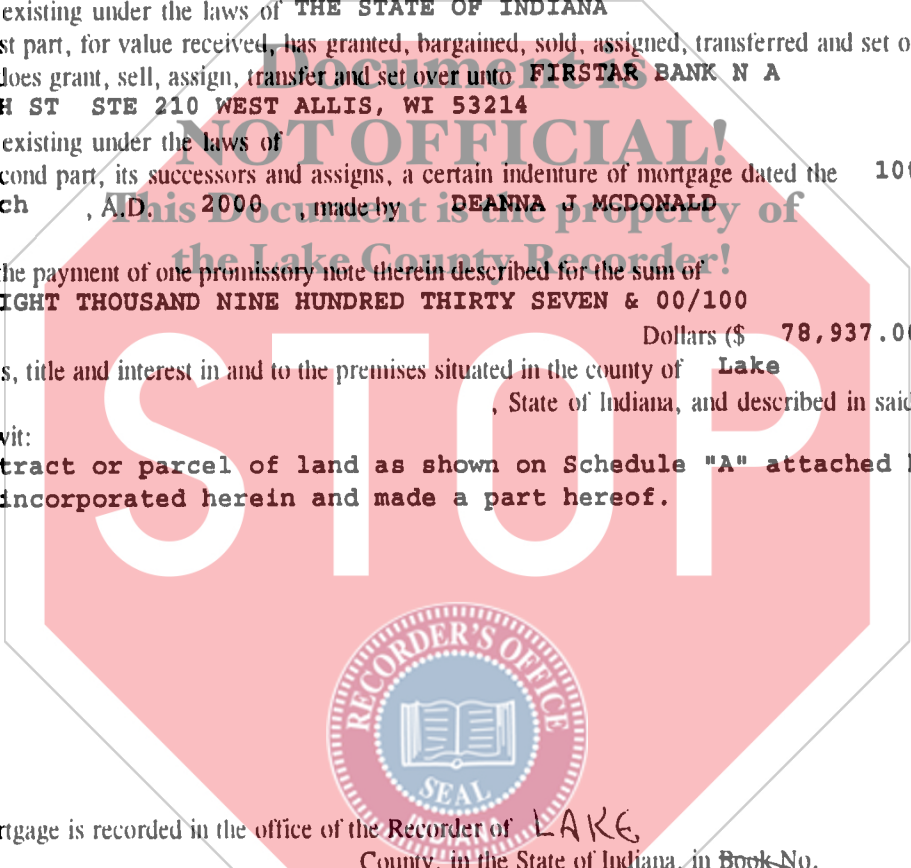 existing under the laws of THE STATE OF INDIANA
st part, for value received, has granted, bargained, sold, assigned, transferred and set o
does grant, sell, assign, transfer and set over unto FIRSTAR BANK N A
Document is
H ST STE 210 WEST ALLIS, WI 53214
existing under the laws of
NOT OFFICIAL!
cond part, its successors and assigns, a certain indenture of mortgage dated the 10t
ch , A.D. 2000 , made by DEANNA J MCDONALD
This Document is the property of
the Lake County Recorder!
he payment of one promissory note therein described for the sum of
IGHT THOUSAND NINE HUNDRED THIRTY SEVEN & 00/100
Dollars ($ 78,937.00
s, title and interest in and to the premises situated in the county of Lake
, State of Indiana, and described in said
wit:
tract or parcel of land as shown on Schedule "A" attached h
incorporated herein and made a part hereof.
STOP
RECORDER'S OFFICE
SEAL
INDIANA
rtgage is recorded in the office of the Recorder of LAKE
County, in the State of Indiana, in Book No.